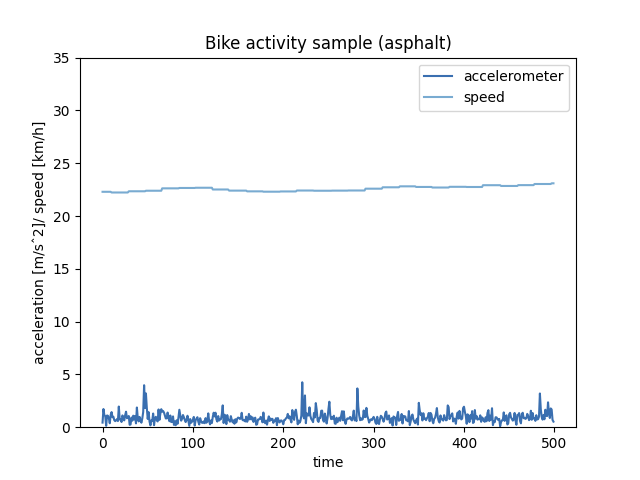 Bike activity sample (asphalt)
accelerometer
speed
acceleration [m/sˆ2]/ speed [km/h]
35
30
25
20
15
10
5
0
0 100 200 300 400 500
time